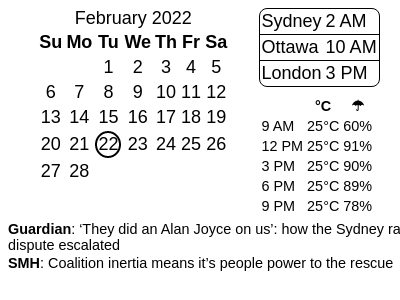 February 2022
Su Mo Tu We Th Fr Sa
1 2 3 4 5
6 7 8 9 10 11 12
13 14 15 16 17 18 19
20 21 22 23 24 25 26
27 28
Sydney 2 AM
Ottawa 10 AM
London 3 PM
°C ☂
9 AM 25°C 60%
12 PM 25°C 91%
3 PM 25°C 90%
6 PM 25°C 89%
9 PM 25°C 78%
Guardian: ‘They did an Alan Joyce on us’: how the Sydney ra
dispute escalated
SMH: Coalition inertia means it’s people power to the rescue